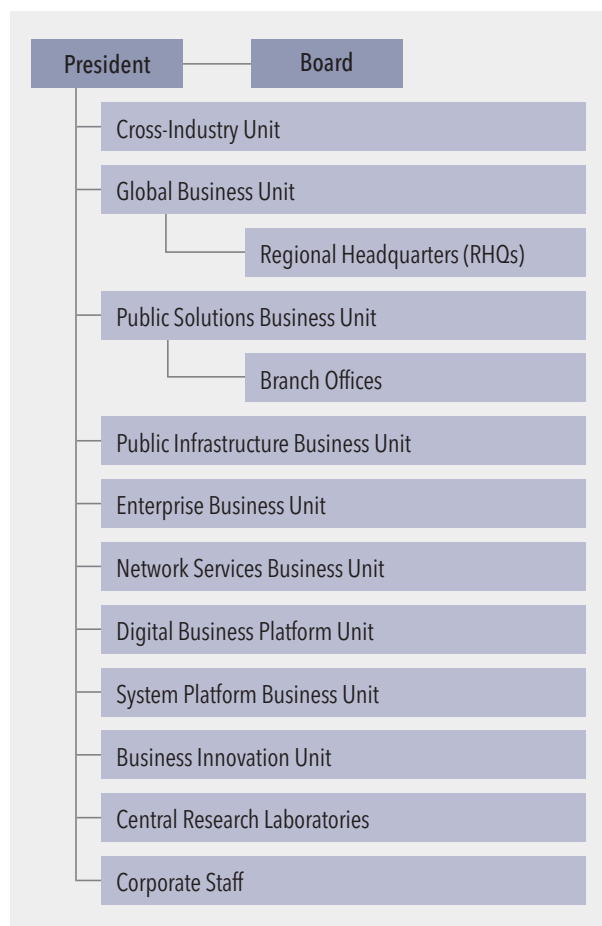 President
Board
Cross-Industry Unit
Global Business Unit
Regional Headquarters (RHQs)
Public Solutions Business Unit
Branch Offices
Public Infrastructure Business Unit
Enterprise Business Unit
Network Services Business Unit
Digital Business Platform Unit
System Platform Business Unit
Business Innovation Unit
Central Research Laboratories
Corporate Staff